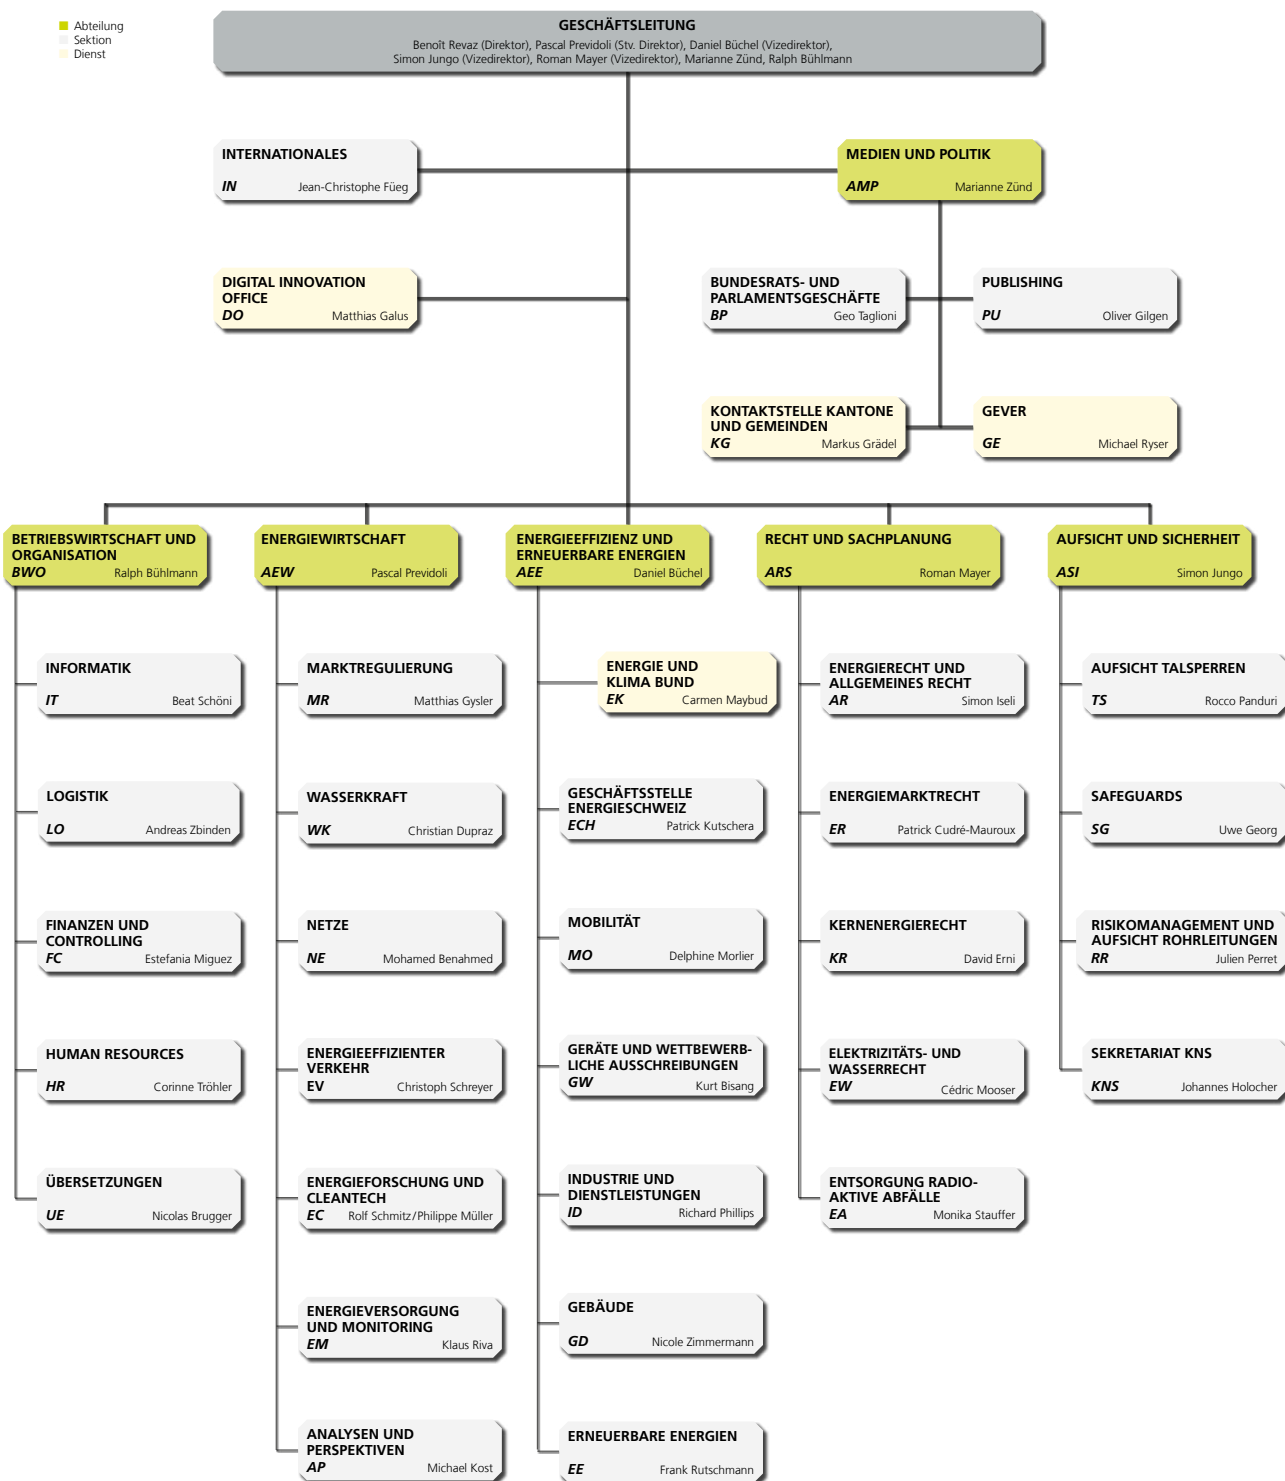 Abteilung
Sektion
Dienst
GESCHÄFTSLEITUNG
Benoît Revaz (Direktor), Pascal Previdoli (Stv. Direktor), Daniel Büchel (Vizedirektor),
Simon Jungo (Vizedirektor), Roman Mayer (Vizedirektor), Marianne Zünd, Ralph Bühlmann
INTERNATIONALES
IN Jean-Christophe Füeg
MEDIEN UND POLITIK
AMP Marianne Zünd
DIGITAL INNOVATION
OFFICE
DO Matthias Galus
BUNDESRATS- UND
PARLAMENTSGESCHÄFTE
BP Geo Taglioni
PUBLISHING
PU Oliver Gilgen
KONTAKTSTELLE KANTONE
UND GEMEINDEN
KG Markus Grädel
GEVER
GE Michael Ryser
BETRIEBSWIRTSCHAFT UND
ORGANISATION
BWO Ralph Bühlmann
INFORMATIK
IT Beat Schöni
LOGISTIK
LO Andreas Zbinden
FINANZEN UND
CONTROLLING
FC Estefania Miguez
HUMAN RESOURCES
HR Corinne Tröhler
ÜBERSETZUNGEN
UE Nicolas Brugger
ENERGIEWIRTSCHAFT
AEW Pascal Previdoli
MARKTREGULIERUNG
MR Matthias Gysler
WASSERKRAFT
WK Christian Dupraz
NETZE
NE Mohamed Benahmed
ENERGIEEFFIZIENTER
VERKEHR
EV Christoph Schreyer
ENERGIEFORSCHUNG UND
CLEANTECH
EC Rolf Schmitz/Philippe Müller
ENERGIEVERSORGUNG
UND MONITORING
EM Klaus Riva
ANALYSEN UND
PERSPEKTIVEN
AP Michael Kost
ENERGIEEFFIZIENZ UND
ERNEUERBARE ENERGIEN
AEE Daniel Büchel
ENERGIE UND
KLIMA BUND
EK Carmen Maybud
GESCHÄFTSSTELLE
ENERGIESCHWEIZ
ECH Patrick Kutschera
MOBILITÄT
MO Delphine Morlier
GERÄTE UND WETTBEWERB-
LICHE AUSSCHREIBUNGEN
GW Kurt Bisang
INDUSTRIE UND
DIENSTLEISTUNGEN
ID Richard Phillips
GEBÄUDE
GD Nicole Zimmermann
ERNEUERBARE ENERGIEN
EE Frank Rutschmann
RECHT UND SACHPLANUNG
ARS Roman Mayer
ENERGIERECHT UND
ALLGEMEINES RECHT
AR Simon Iseli
ENERGIEMARKTRECHT
ER Patrick Cudré-Mauroux
KERNENERGIERECHT
KR David Erni
ELEKTRIZITÄTS- UND
WASSERRECHT
EW Cédric Mooser
ENTSORGUNG RADIO-
AKTIVE ABFÄLLE
EA Monika Stauffer
AUFSICHT UND SICHERHEIT
ASI Simon Jungo
AUFSICHT TALSPERREN
TS Rocco Panduri
SAFEGUARDS
SG Uwe Georg
RISIKOMANAGEMENT UND
AUFSICHT ROHRLEITUNGEN
RR Julien Perret
SEKRETARIAT KNS
KNS Johannes Holocher